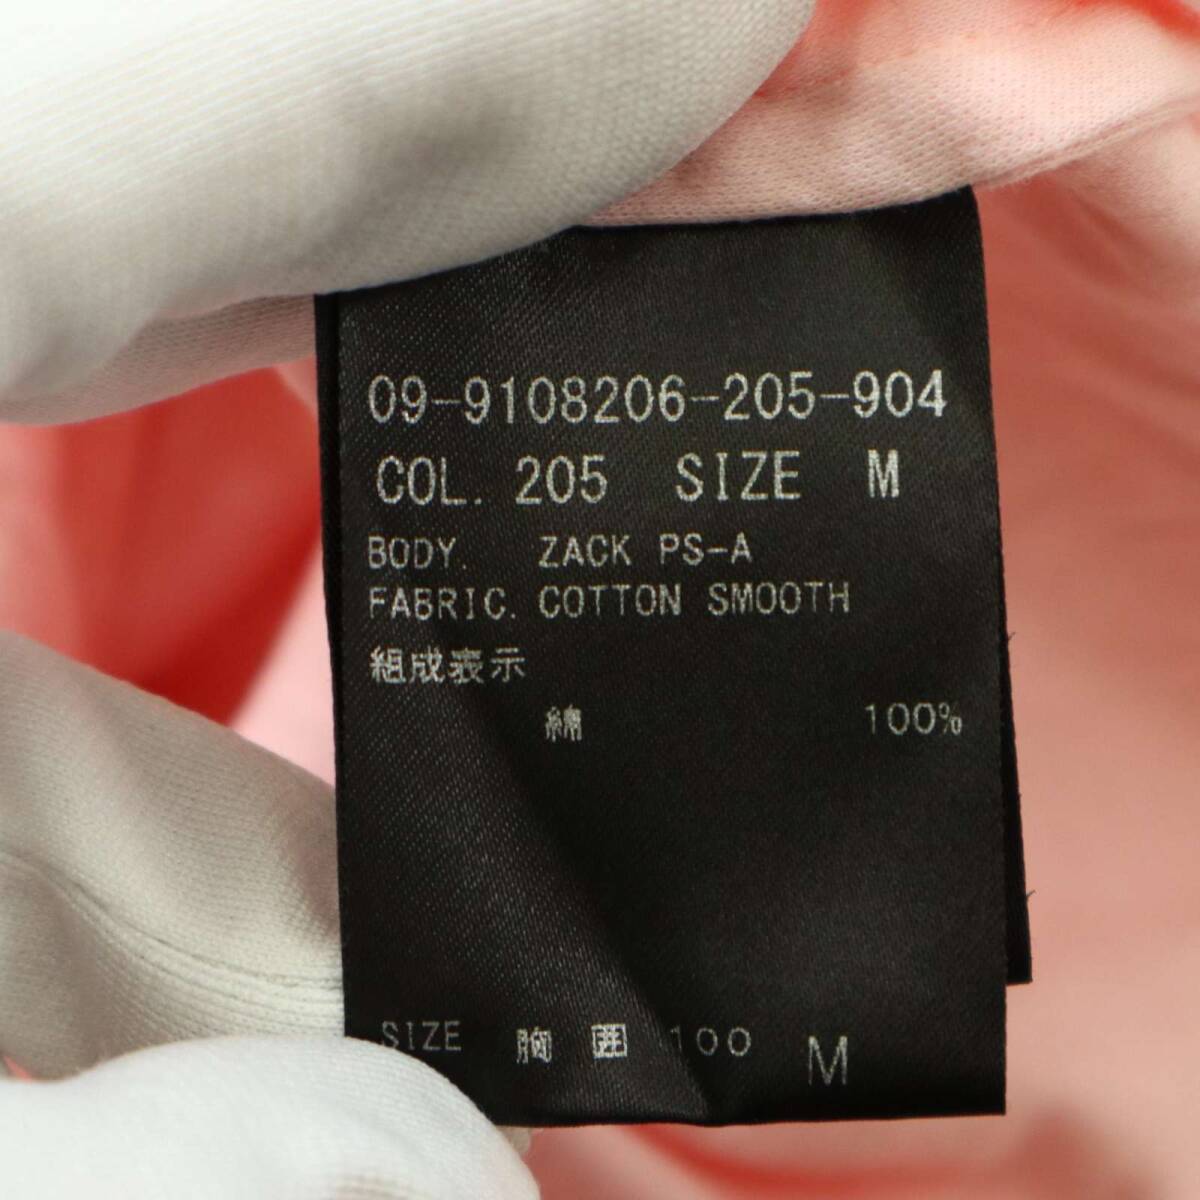 09-9108206-205-904
COL. 205 SIZE M
BODY. ZACK PS-A
FABRIC. COTTON SMOOTH
組成表示
綿 100%
SIZE 胸囲 100 M